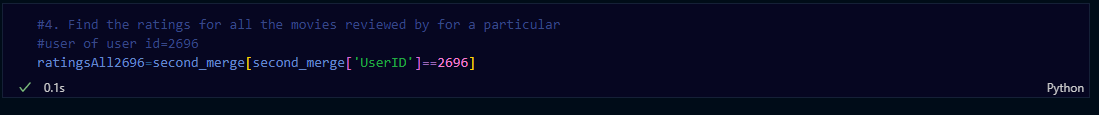 #4. Find the ratings for all the movies reviewed by for a particular
#user of user id=2696
ratingsAll2696=second_merge[second_merge['UserID']==2696]
0.1s
Python